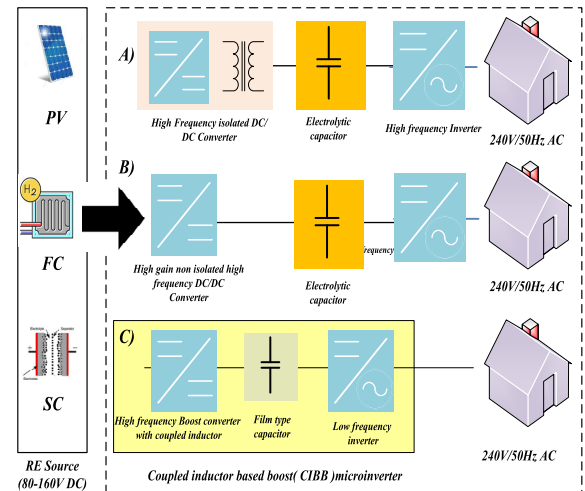 PV
H2
FC
SC
RE Source
(80-160V DC)
A)
High Frequency isolated DC/
DC Converter
Electrolytic
capacitor
High frequency Inverter
240V/50Hz AC
B)
High gain non isolated high
frequency DC/DC
Converter
Electrolytic
capacitor
frequency
240V/50Hz AC
C)
High frequency Boost converter
with coupled inductor
Film type
capacitor
Low frequency
inverter
240V/50Hz AC
Coupled inductor based boost( CIBB )microinverter